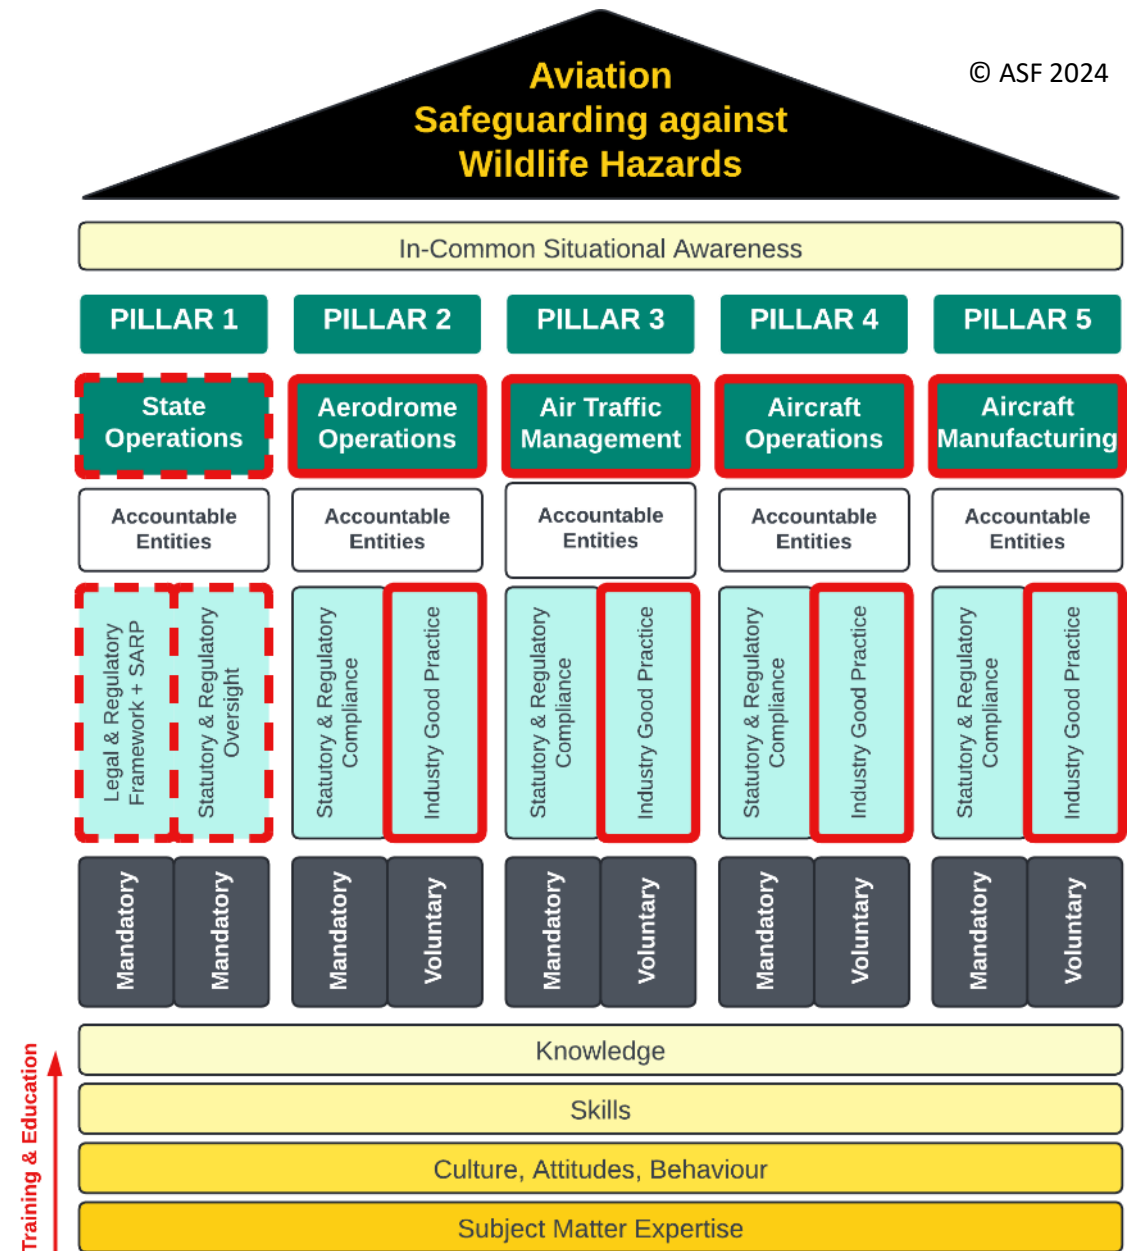 Aviation
Safeguarding against
Wildlife Hazards
© ASF 2024
In-Common Situational Awareness
PILLAR 1
PILLAR 2
PILLAR 3
PILLAR 4
PILLAR 5
State
Operations
Aerodrome
Operations
Air Traffic
Management
Aircraft
Operations
Aircraft
Manufacturing
Accountable
Entities
Accountable
Entities
Accountable
Entities
Accountable
Entities
Accountable
Entities
Legal & Regulatory
Framework + SARP
Statutory & Regulatory
Oversight
Statutory & Regulatory
Compliance
Industry Good Practice
Statutory & Regulatory
Compliance
Industry Good Practice
Statutory & Regulatory
Compliance
Industry Good Practice
Statutory & Regulatory
Compliance
Industry Good Practice
Mandatory
Mandatory
Mandatory
Voluntary
Mandatory
Voluntary
Mandatory
Voluntary
Mandatory
Voluntary
Training & Education
Knowledge
Skills
Culture, Attitudes, Behaviour
Subject Matter Expertise